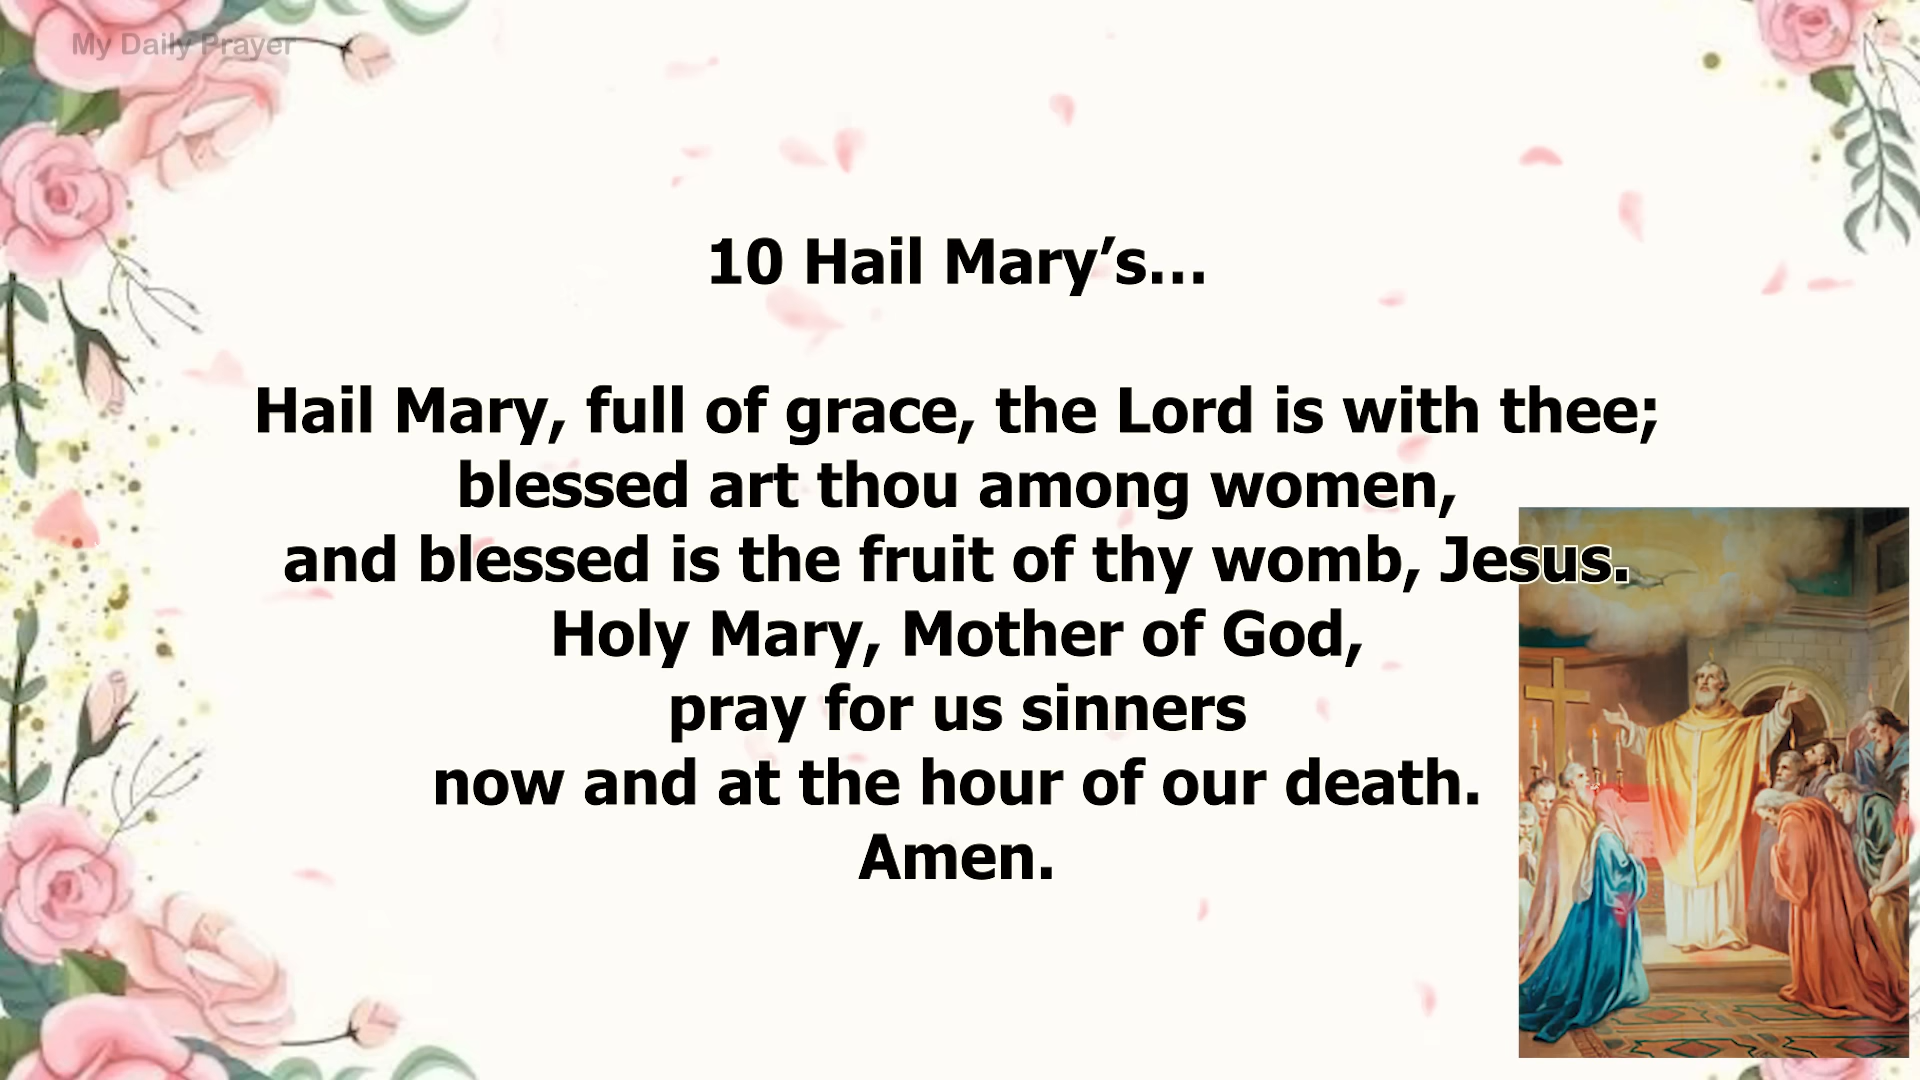 My Daily Prayer
10 Hail Mary’s...
Hail Mary, full of grace, the Lord is with thee;
blessed art thou among women,
and blessed is the fruit of thy womb, Jesus.
Holy Mary, Mother of God,
pray for us sinners
now and at the hour of our death.
Amen.